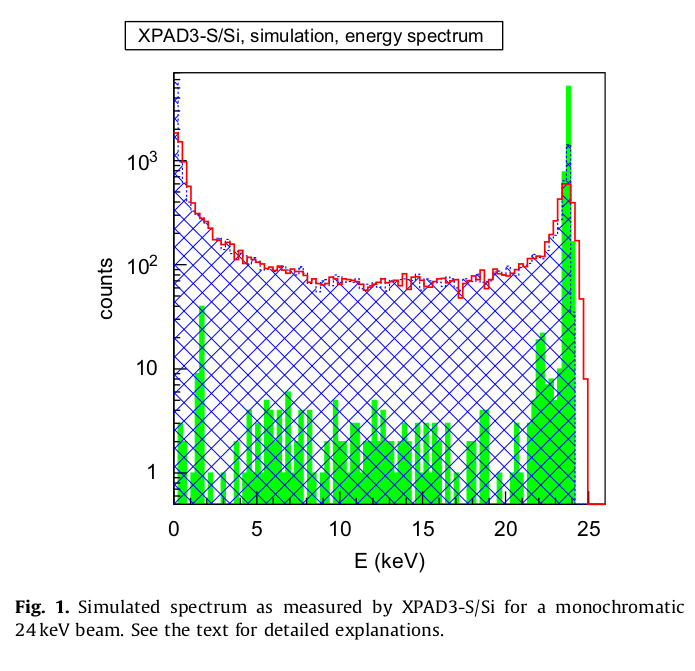 XPAD3-S/Si, simulation, energy spectrum
10³
10²
10
1
counts
0 5 10 15 20 25
E (keV)
Fig. 1. Simulated spectrum as measured by XPAD3-S/Si for a monochromatic
24 keV beam. See the text for detailed explanations.